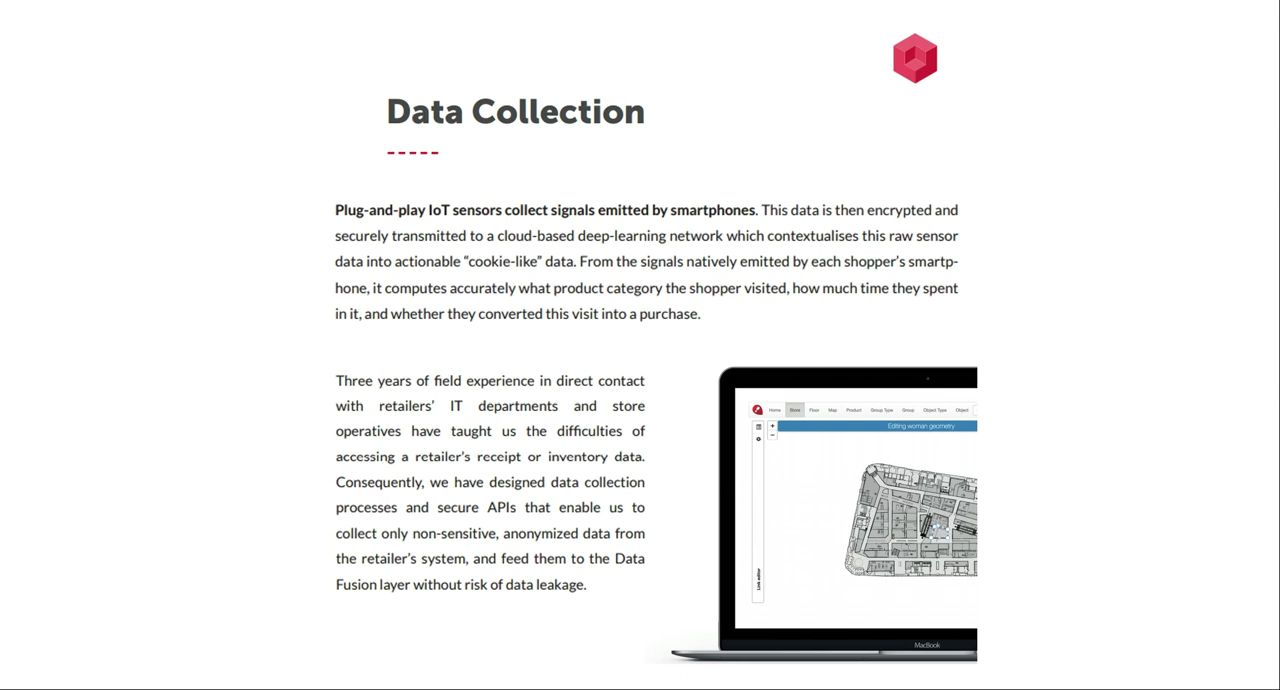 Data Collection
Plug-and-play IoT sensors collect signals emitted by smartphones. This data is then encrypted and
securely transmitted to a cloud-based deep-learning network which contextualises this raw sensor
data into actionable “cookie-like” data. From the signals natively emitted by each shopper’s smartp-
hone, it computes accurately what product category the shopper visited, how much time they spent
in it, and whether they converted this visit into a purchase.
Three years of field experience in direct contact
with retailers’ IT departments and store
operatives have taught us the difficulties of
accessing a retailer’s receipt or inventory data.
Consequently, we have designed data collection
processes and secure APIs that enable us to
collect only non-sensitive, anonymized data from
the retailer’s system, and feed them to the Data
Fusion layer without risk of data leakage.
Home Store Floor Map Product Group Type Group Object Type Object
Editing woman geometry
+
−
Link editor
MacBook